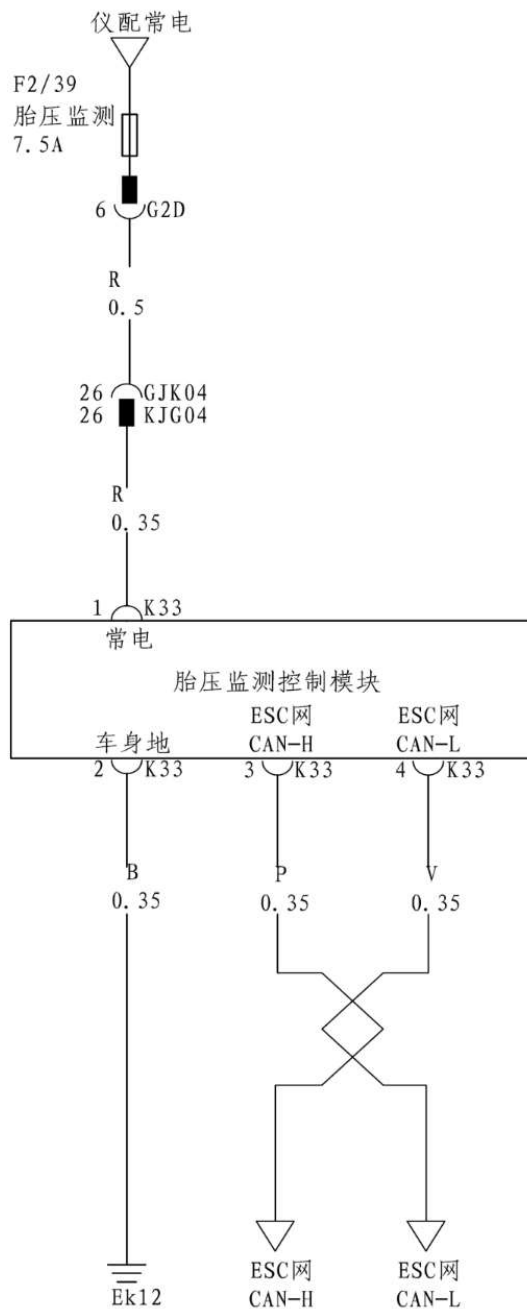 仪配常电
F2/39
胎压监测
7.5A
6 G2D
R
0.5
26 GJK04
26 KJG04
R
0.35
1 K33
常电
胎压监测控制模块
车身地
ESC网
CAN-H
ESC网
CAN-L
2 K33
3 K33
4 K33
B
0.35
P
0.35
V
0.35
Ek12
ESC网
CAN-H
ESC网
CAN-L